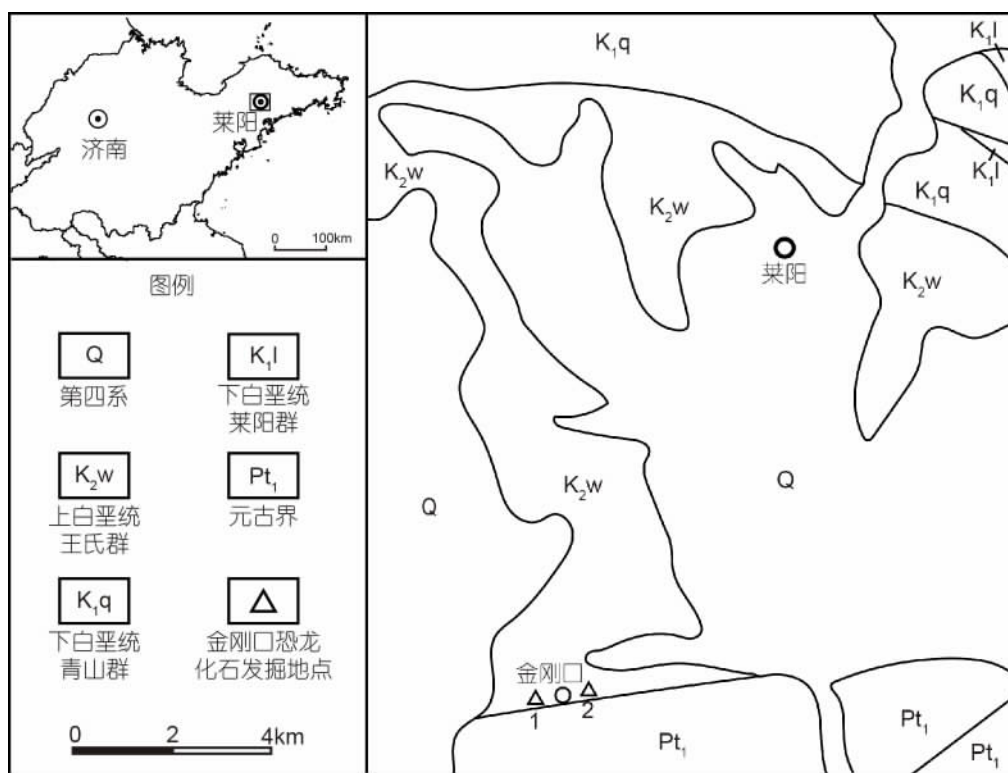 济南
莱阳
0 100km
图例
Q
第四系
K₁l
下白垩统
莱阳群
K₂w
上白垩统
王氏群
Pt₁
元古界
K₁q
下白垩统
青山群
金刚口恐龙
化石发掘地点
0 2 4km
K₁q
K₁l
K₁q
K₁l
K₁q
K₂w
K₂w
莱阳
K₂w
K₂w
Q
Q
金刚口
1
2
Pt₁
Pt₁
Pt₁